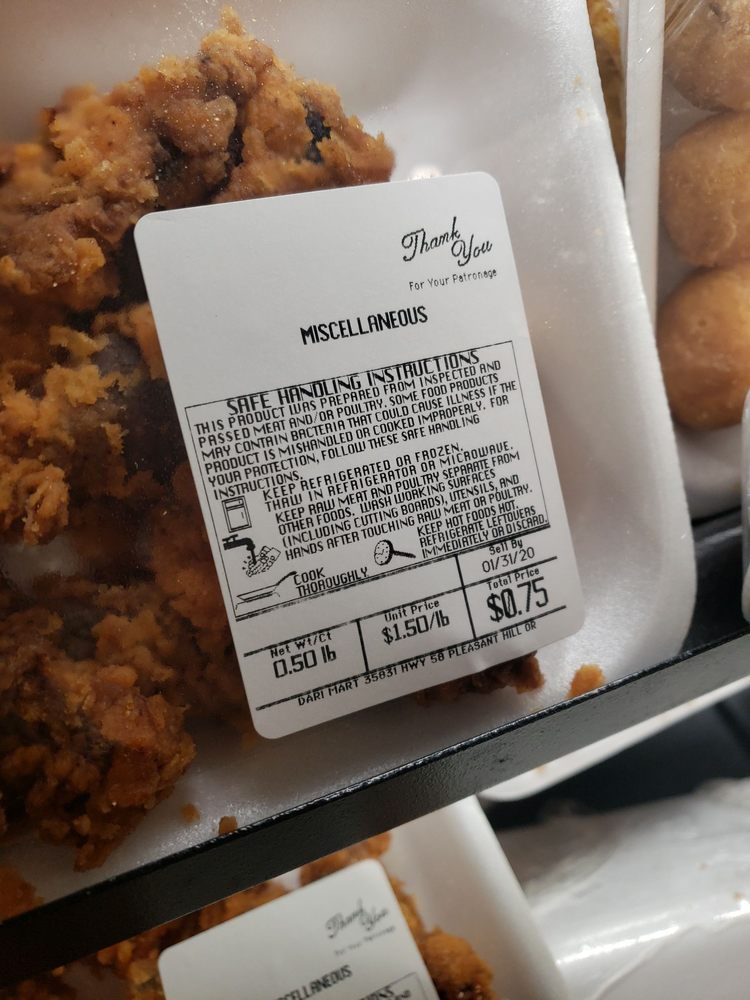 Thank
You
For Your Patronage
MISCELLANEOUS
SAFE HANDLING INSTRUCTIONS
THIS PRODUCT WAS PREPARED FROM INSPECTED AND
PASSED MEAT AND/OR POULTRY. SOME FOOD PRODUCTS
MAY CONTAIN BACTERIA THAT COULD CAUSE ILLNESS IF THE
PRODUCT IS MISHANDLED OR COOKED IMPROPERLY. FOR
YOUR PROTECTION, FOLLOW THESE SAFE HANDLING
INSTRUCTIONS.
KEEP REFRIGERATED OR FROZEN.
THAW IN REFRIGERATOR OR MICROWAVE.
KEEP RAW MEAT AND POULTRY SEPARATE FROM
OTHER FOODS. WASH WORKING SURFACES
(INCLUDING CUTTING BOARDS), UTENSILS, AND
HANDS AFTER TOUCHING RAW MEAT OR POULTRY.
KEEP HOT FOODS HOT.
REFRIGERATE LEFTOVERS
IMMEDIATELY OR DISCARD.
COOK
THOROUGHLY
Sell By
01/31/20
Net Wt/Ct
0.50 lb
Unit Price
$1.50/lb
Total Price
$0.75
DARI MART 35831 HWY 58 PLEASANT HILL OR
Thank
You
For Your Patronage
SCELLANEOUS